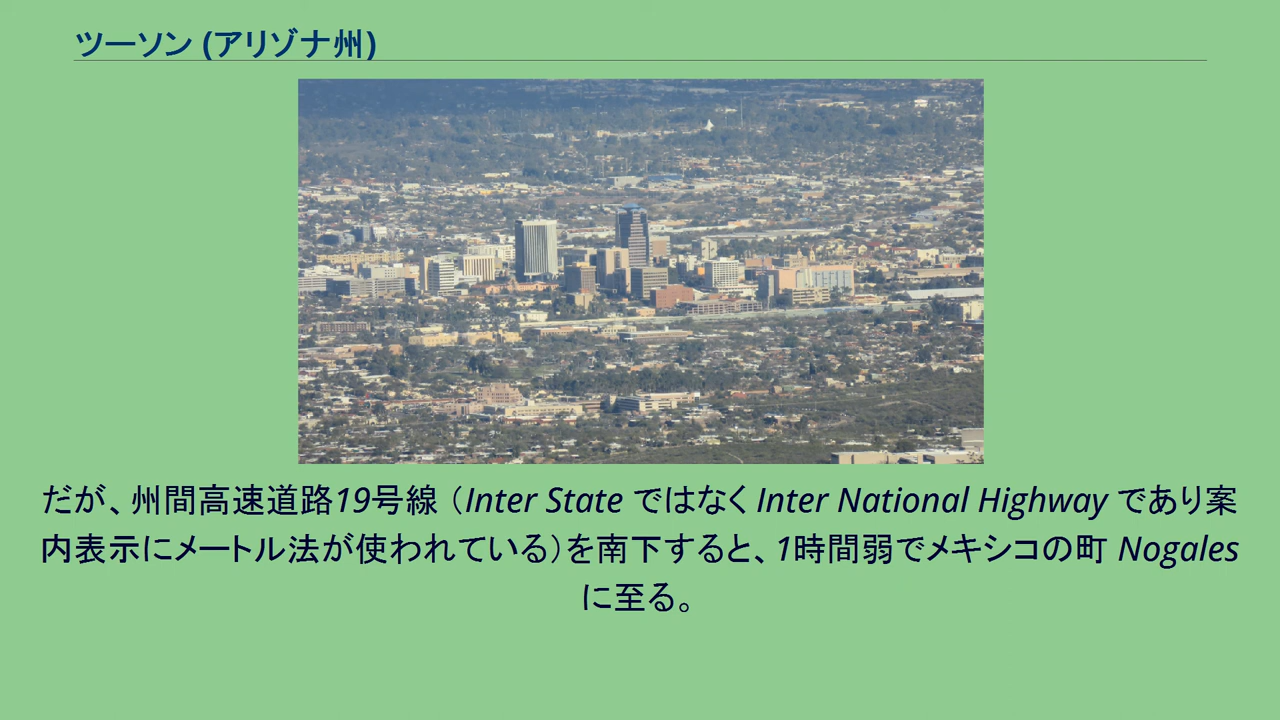 ツーソン (アリゾナ州)
だが、州間高速道路19号線 （Inter State ではなく Inter National Highway であり案
内表示にメートル法が使われている）を南下すると、1時間弱でメキシコの町 Nogales
に至る。